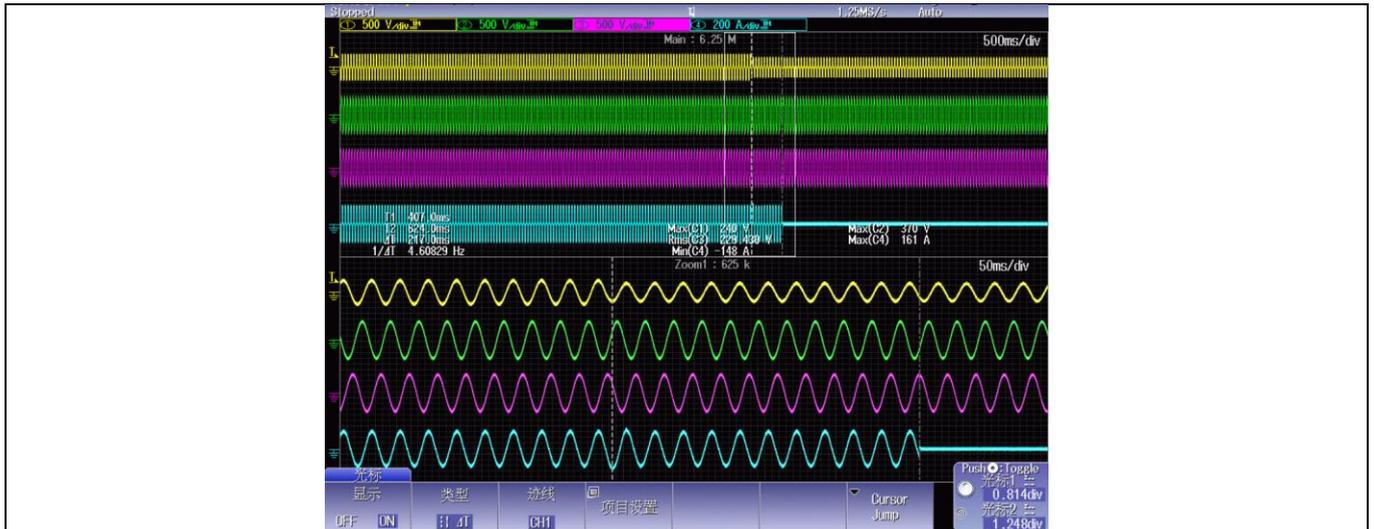 Stopped 1.25MS/s Auto
① 500 V/div ② 500 V/div ③ 500 V/div ④ 200 A/div
Main : 6.25 M 500ms/div
T1 407.0ms
T2 624.0ms Max(C1) 240 V Max(C2) 370 V
ΔT 217.0ms Rms(C3) 229.430 V Max(C4) 161 A
1/ΔT 4.60829 Hz Min(C4) -148 A
Zoom1 : 625 k 50ms/div
光标
显示 类型 迹线 项目设置 Cursor Jump
OFF ON ΔT CH1
Push :Toggle
光标1
0.814div
光标2
1.248div